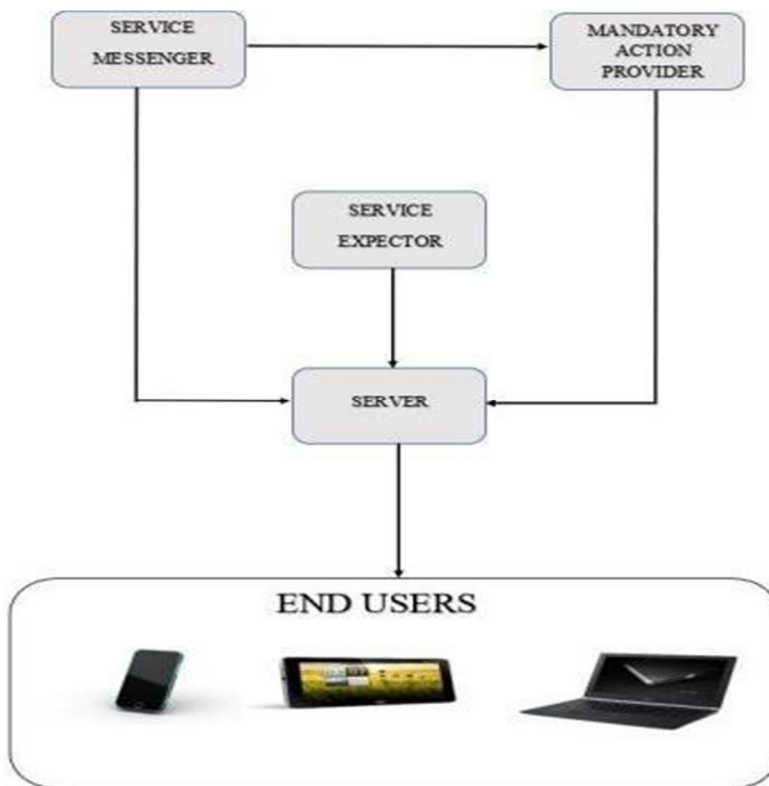 SERVICE
MESSENGER
MANDATORY
ACTION
PROVIDER
SERVICE
EXPECTOR
SERVER
END USERS